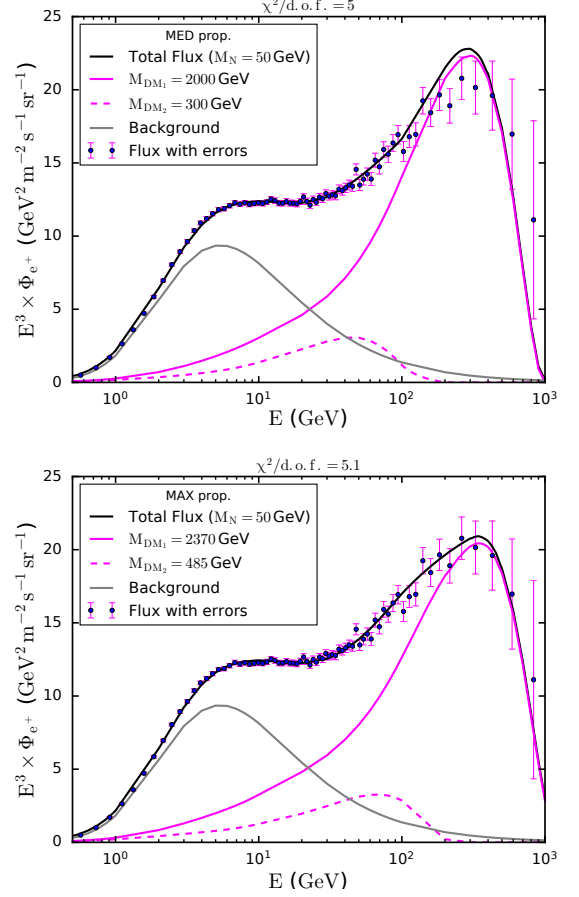 χ²/d.o.f. = 5
25
20
15
10
5
0
E³ × Φₑ⁺ (GeV² m⁻² s⁻¹ sr⁻¹)
MED prop.
Total Flux (M_N = 50 GeV)
M_DM₁ = 2000 GeV
M_DM₂ = 300 GeV
Background
Flux with errors
10⁰ 10¹ 10² 10³
E (GeV)
χ²/d.o.f. = 5.1
25
20
15
10
5
0
E³ × Φₑ⁺ (GeV² m⁻² s⁻¹ sr⁻¹)
MAX prop.
Total Flux (M_N = 50 GeV)
M_DM₁ = 2370 GeV
M_DM₂ = 485 GeV
Background
Flux with errors
10⁰ 10¹ 10² 10³
E (GeV)